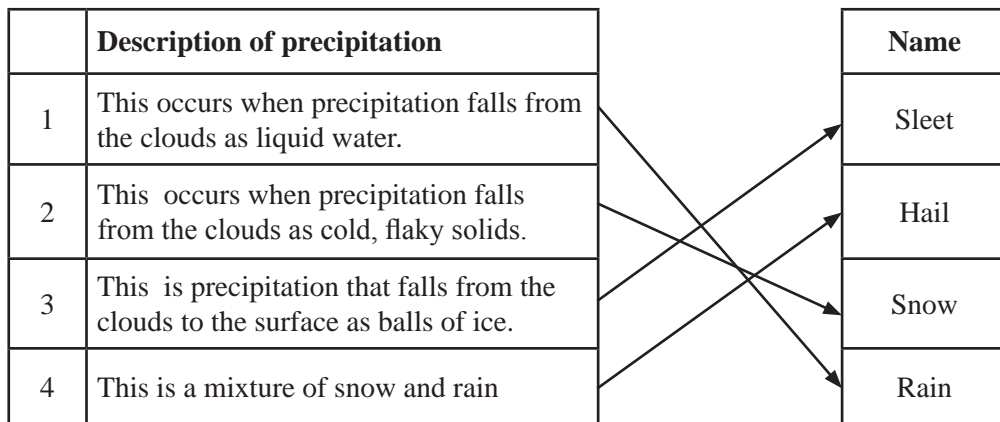 Description of precipitation
Name
1
This occurs when precipitation falls from
the clouds as liquid water.
Sleet
2
This occurs when precipitation falls
from the clouds as cold, flaky solids.
Hail
3
This is precipitation that falls from the
clouds to the surface as balls of ice.
Snow
4
This is a mixture of snow and rain
Rain